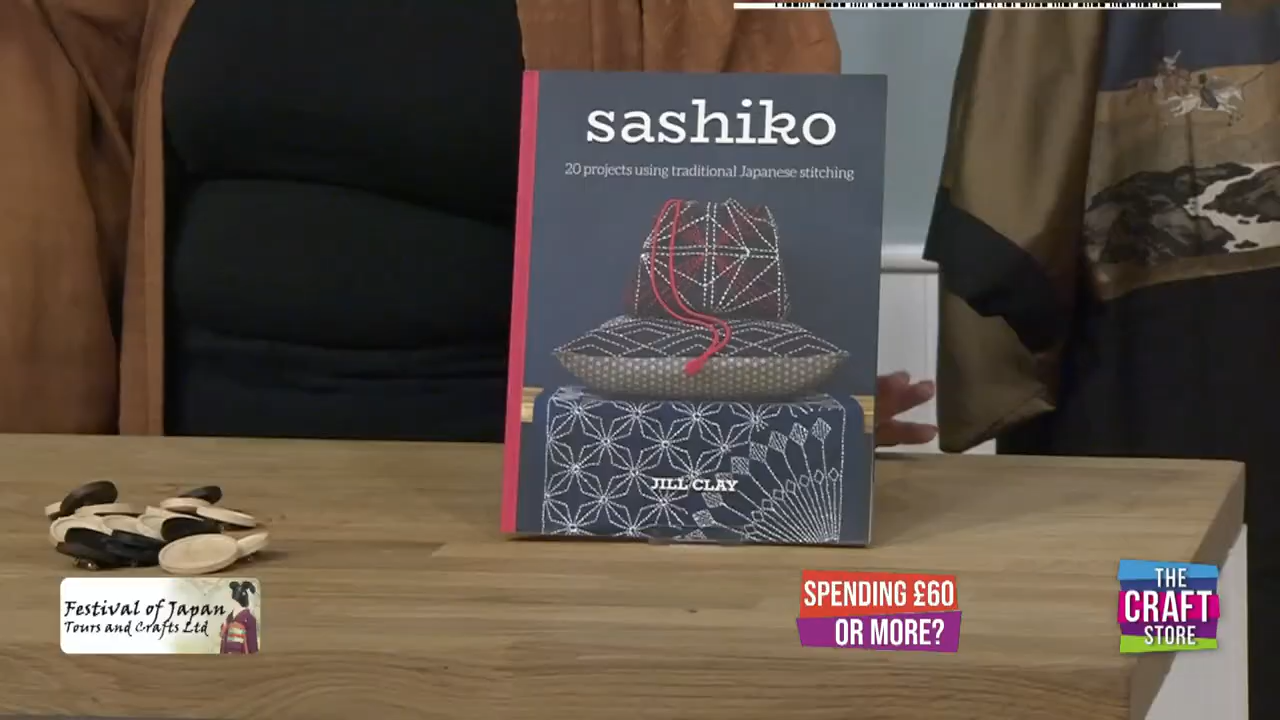 sashiko
20 projects using traditional Japanese stitching
JILL CLAY
Festival of Japan
Tours and Crafts Ltd
SPENDING £60
OR MORE?
THE
CRAFT
STORE